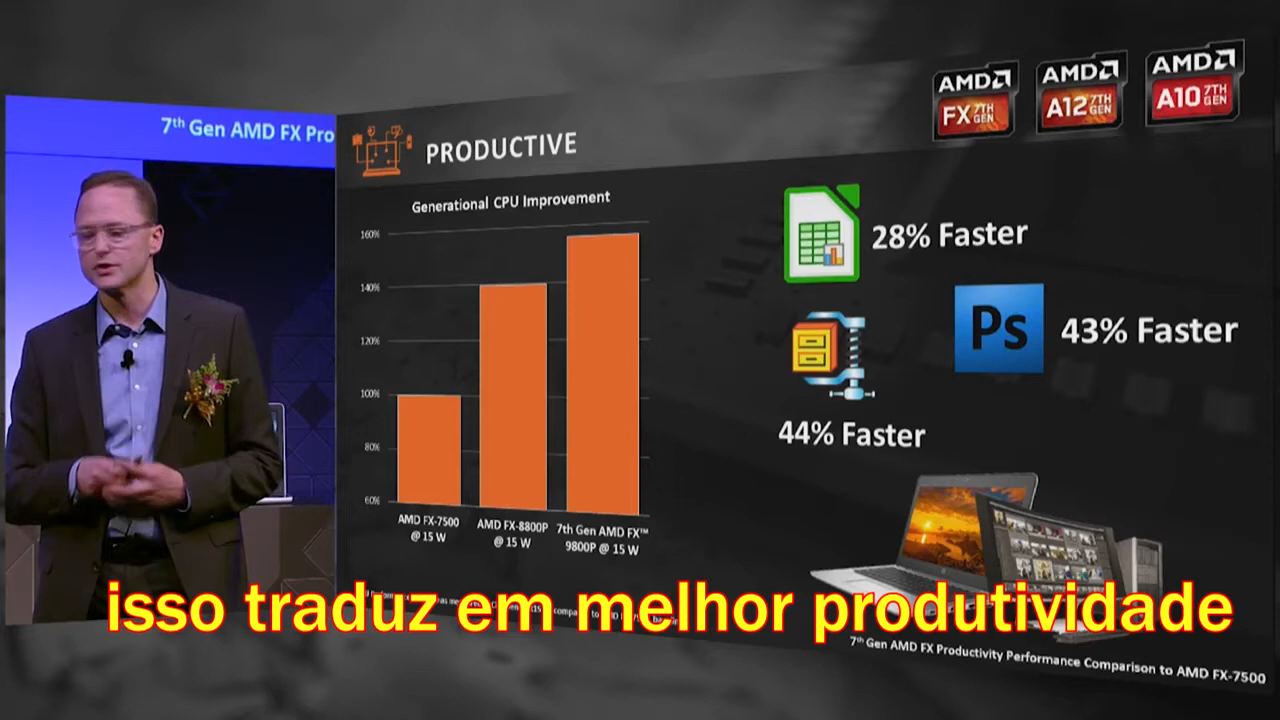 7th Gen AMD FX Pro
PRODUCTIVE
AMD
FX 7TH GEN
AMD
A12 7TH GEN
AMD
A10 7TH GEN
Generational CPU Improvement
160%
140%
120%
100%
80%
60%
AMD FX-7500
@ 15 W
AMD FX-8800P
@ 15 W
7th Gen AMD FX™
9800P @ 15 W
28% Faster
Ps
43% Faster
44% Faster
isso traduz em melhor produtividade
7th Gen AMD FX Productivity Performance Comparison to AMD FX-7500